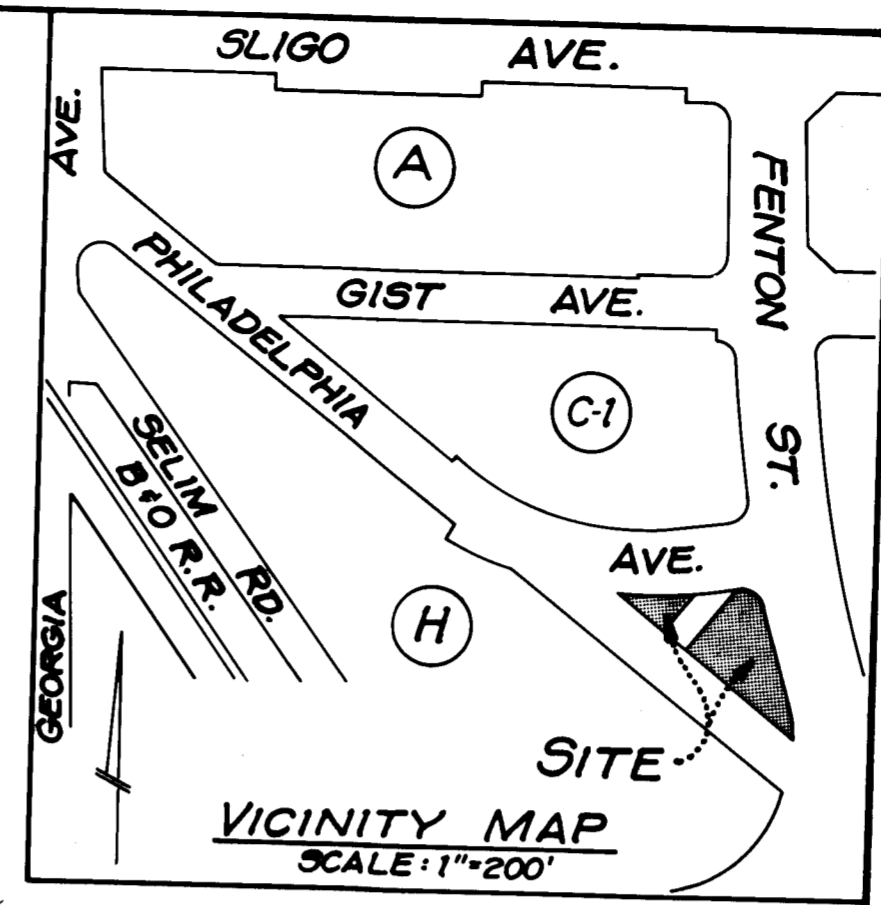 SLIGO AVE.
AVE.
A
FENTON
PHILADELPHIA
GIST AVE.
C-1
ST.
SELIM
B&O R.R.
RD.
AVE.
H
GEORGIA
SITE
VICINITY MAP
SCALE: 1"=200'